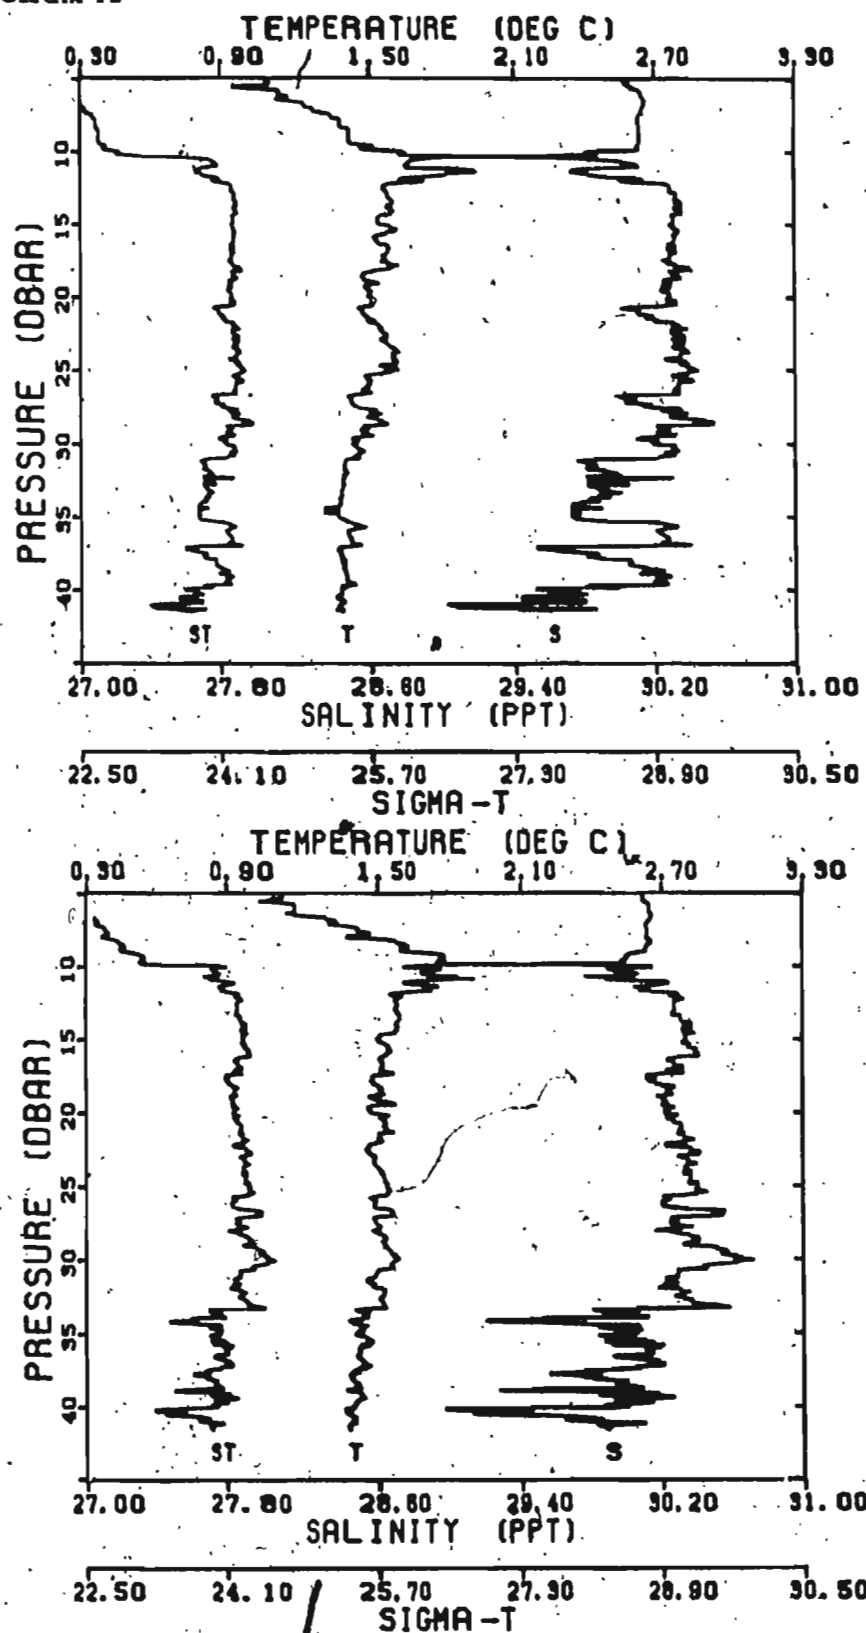 TEMPERATURE (DEG C)
0.30 0.90 1.50 2.10 2.70 3.30
PRESSURE (DBAR)
10
15
20
25
30
35
40
ST T S
27.00 27.80 28.60 29.40 30.20 31.00
SALINITY (PPT)
22.50 24.10 25.70 27.30 28.90 30.50
SIGMA-T
TEMPERATURE (DEG C)
0.30 0.90 1.50 2.10 2.70 3.30
PRESSURE (DBAR)
10
15
20
25
30
35
40
ST T S
27.00 27.80 28.60 29.40 30.20 31.00
SALINITY (PPT)
22.50 24.10 25.70 27.30 28.90 30.50
SIGMA-T